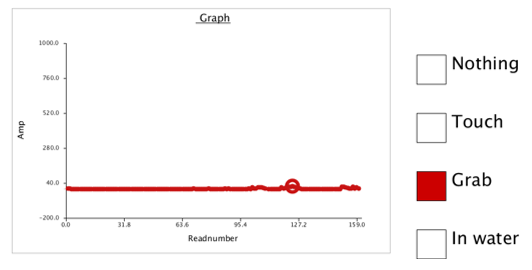 Graph
1000.0
760.0
520.0
280.0
40.0
-200.0
Amp
0.0 31.8 63.6 95.4 127.2 159.0
Readnumber
Nothing
Touch
Grab
In water